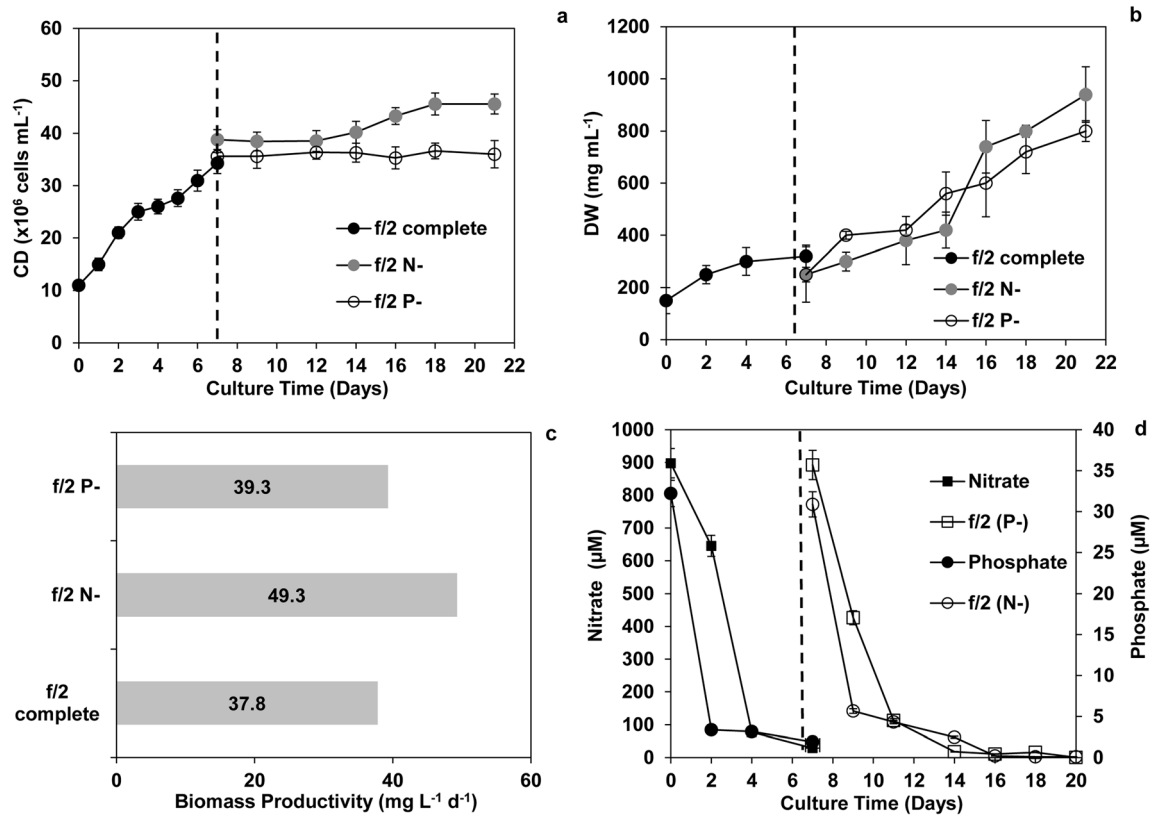 a
60
50
40
30
20
10
0
CD (x10⁶ cells mL⁻¹)
f/2 complete
f/2 N-
f/2 P-
0 2 4 6 8 10 12 14 16 18 20 22
Culture Time (Days)
b
1200
1000
800
600
400
200
0
DW (mg mL⁻¹)
f/2 complete
f/2 N-
f/2 P-
0 2 4 6 8 10 12 14 16 18 20 22
Culture Time (Days)
c
f/2 P-
39.3
f/2 N-
49.3
f/2
complete
37.8
0 20 40 60
Biomass Productivity (mg L⁻¹ d⁻¹)
d
1000
900
800
700
600
500
400
300
200
100
0
Nitrate (µM)
Nitrate
f/2 (P-)
Phosphate
f/2 (N-)
40
35
30
25
20
15
10
5
0
Phosphate (µM)
0 2 4 6 8 10 12 14 16 18 20
Culture Time (Days)